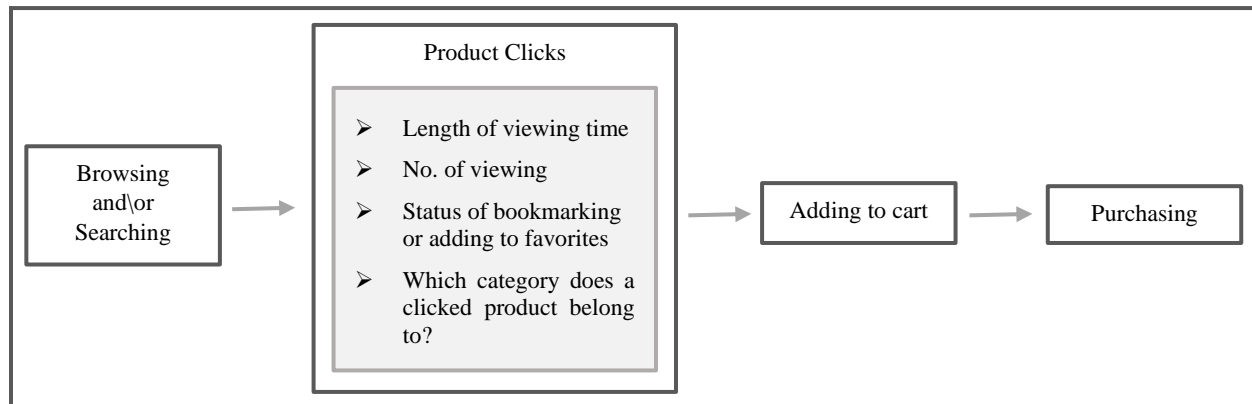 Browsing
and\or
Searching
Product Clicks
➢ Length of viewing time
➢ No. of viewing
➢ Status of bookmarking
or adding to favorites
➢ Which category does a
clicked product belong
to?
Adding to cart
Purchasing